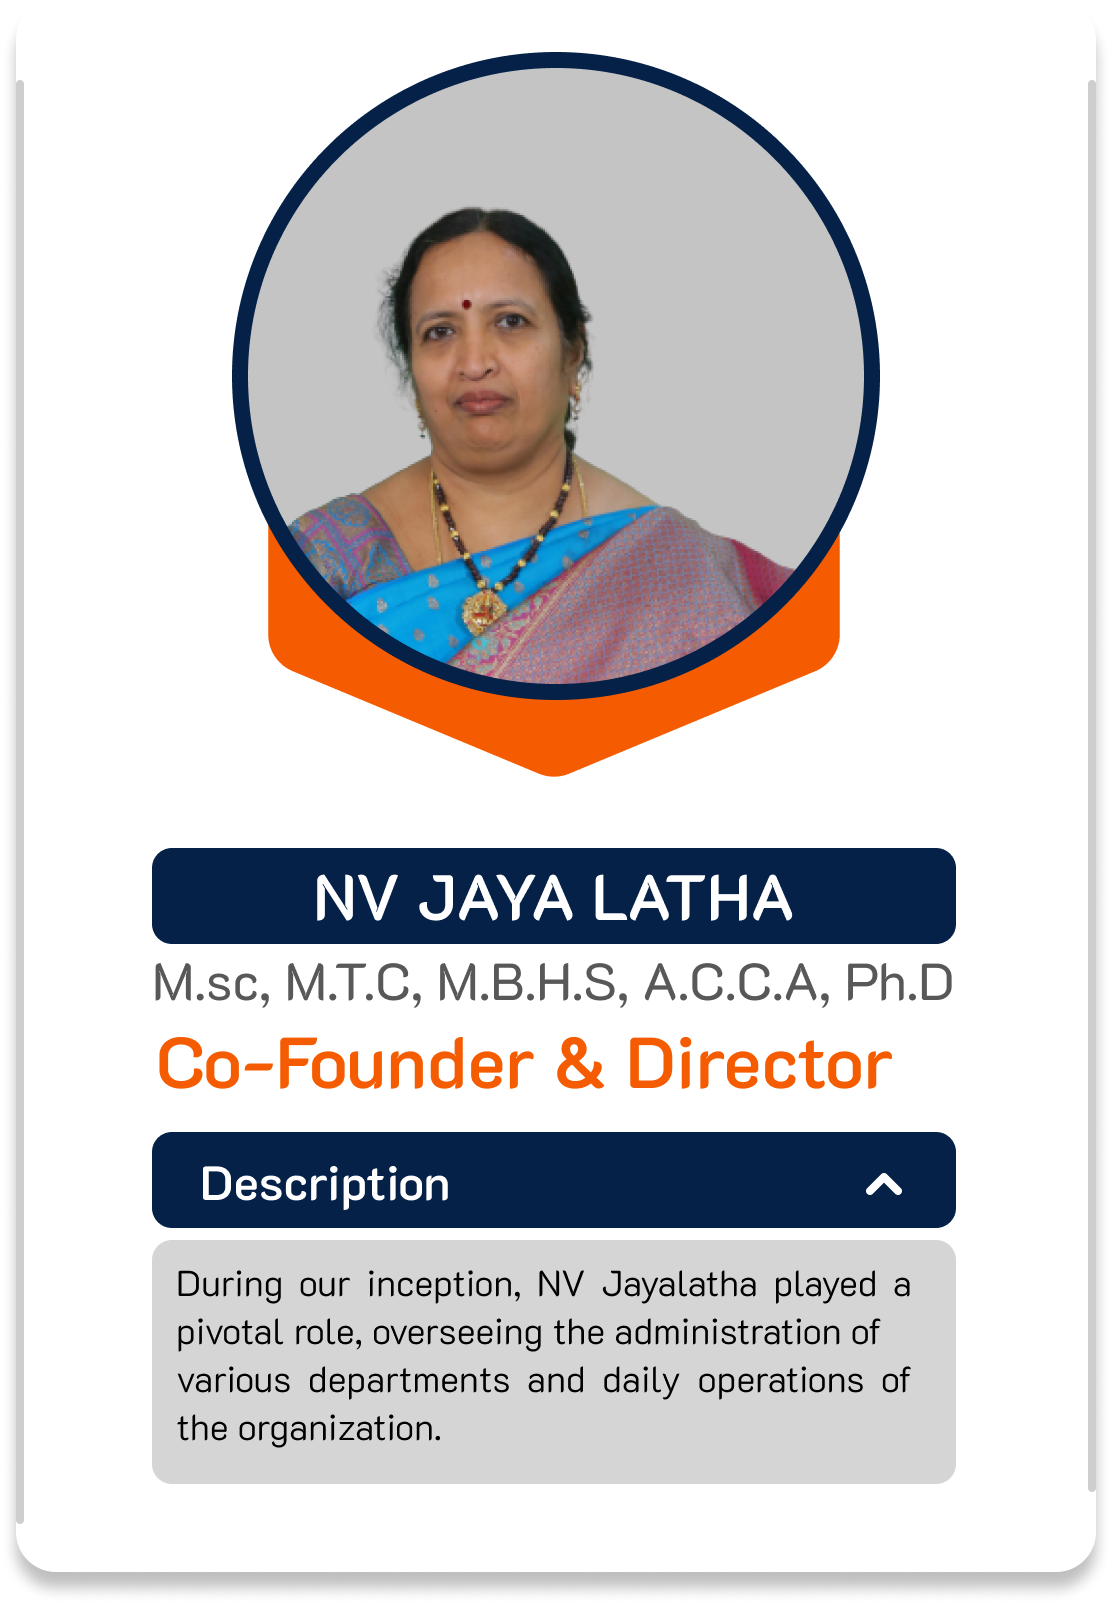 NV JAYA LATHA
M.sc, M.T.C, M.B.H.S, A.C.C.A, Ph.D
Co-Founder & Director
Description
During our inception, NV Jayalatha played a
pivotal role, overseeing the administration of
various departments and daily operations of
the organization.